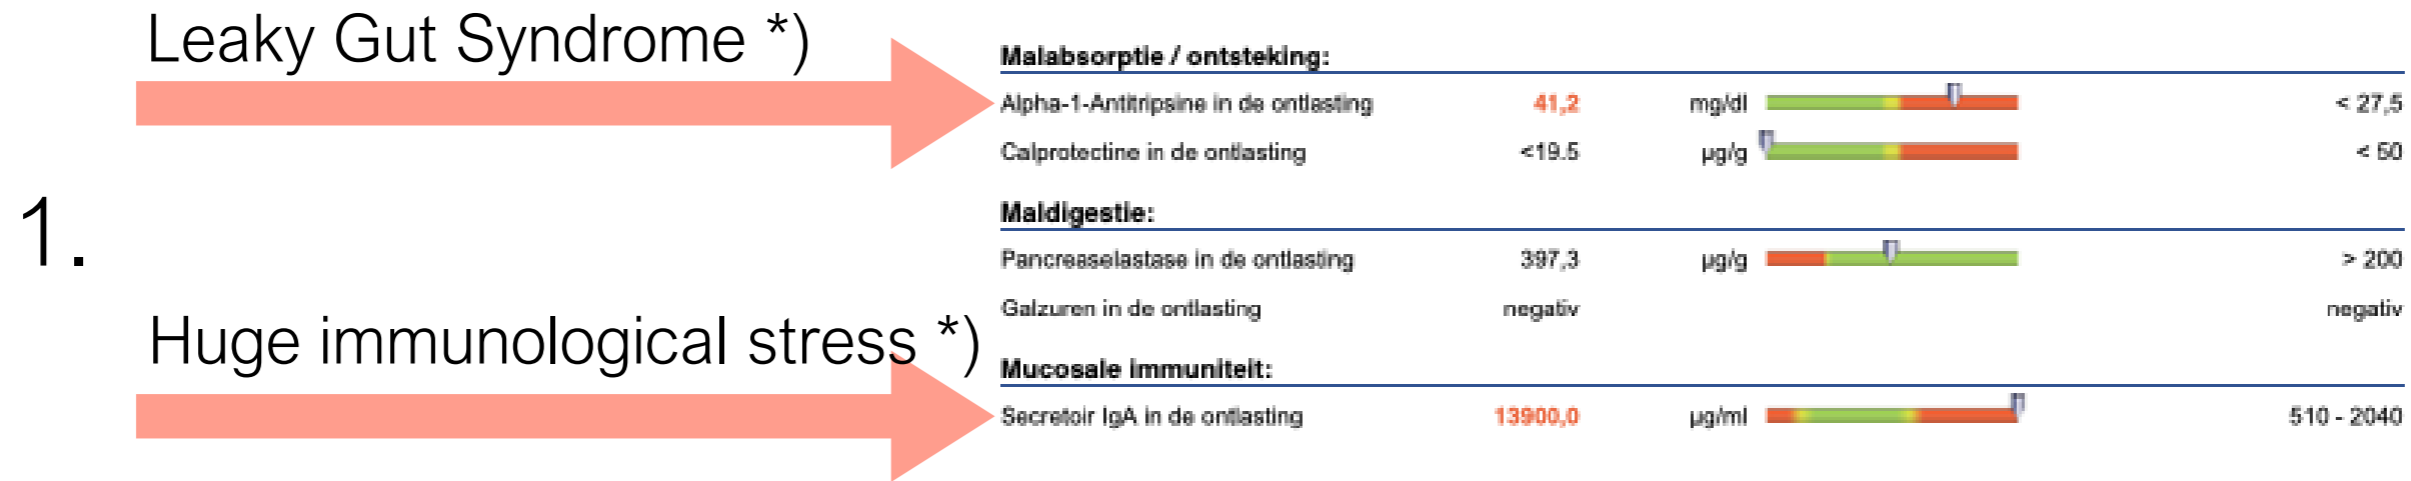 Leaky Gut Syndrome *)
Malabsorptie / ontsteking:
Alpha-1-Antitripsine in de ontlasting 41,2 mg/dl < 27,5
Calprotectine in de ontlasting <19.5 µg/g < 50
1.
Maldigestie:
Pancreaselastase in de ontlasting 397,3 µg/g > 200
Galzuren in de ontlasting negativ negativ
Huge immunological stress *)
Mucosale immuniteit:
Secretoir IgA in de ontlasting 13900,0 µg/ml 510 - 2040